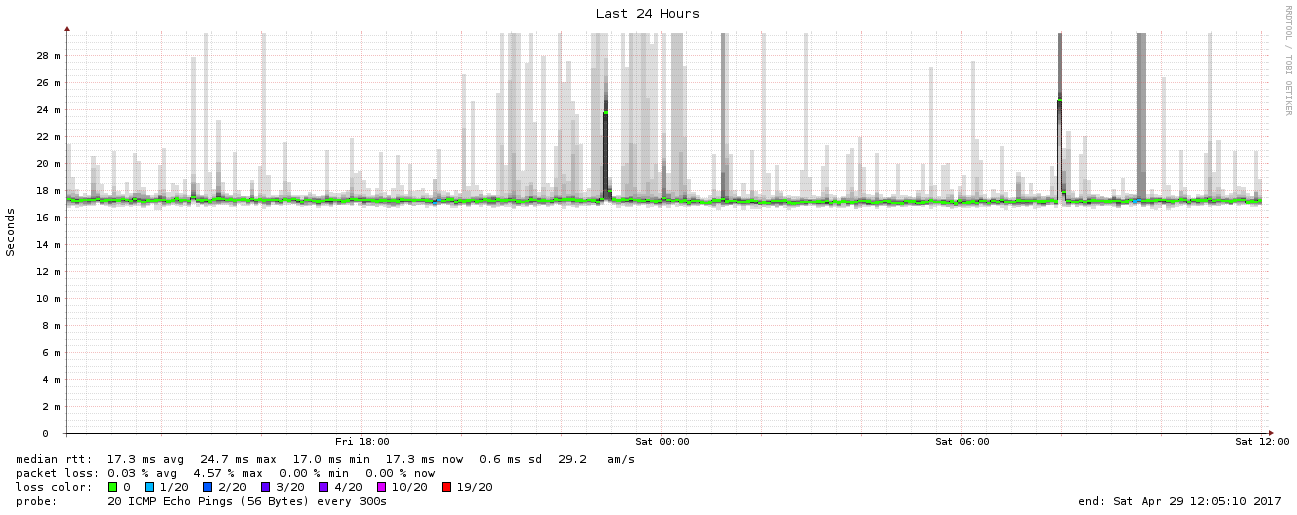 Last 24 Hours
RRDTOOL / TOBI OETIKER
Seconds
28 m
26 m
24 m
22 m
20 m
18 m
16 m
14 m
12 m
10 m
8 m
6 m
4 m
2 m
0
Fri 18:00 Sat 00:00 Sat 06:00 Sat 12:00
median rtt: 17.3 ms avg 24.7 ms max 17.0 ms min 17.3 ms now 0.6 ms sd 29.2 am/s
packet loss: 0.03 % avg 4.57 % max 0.00 % min 0.00 % now
loss color: 0 1/20 2/20 3/20 4/20 10/20 19/20
probe: 20 ICMP Echo Pings (56 Bytes) every 300s end: Sat Apr 29 12:05:10 2017